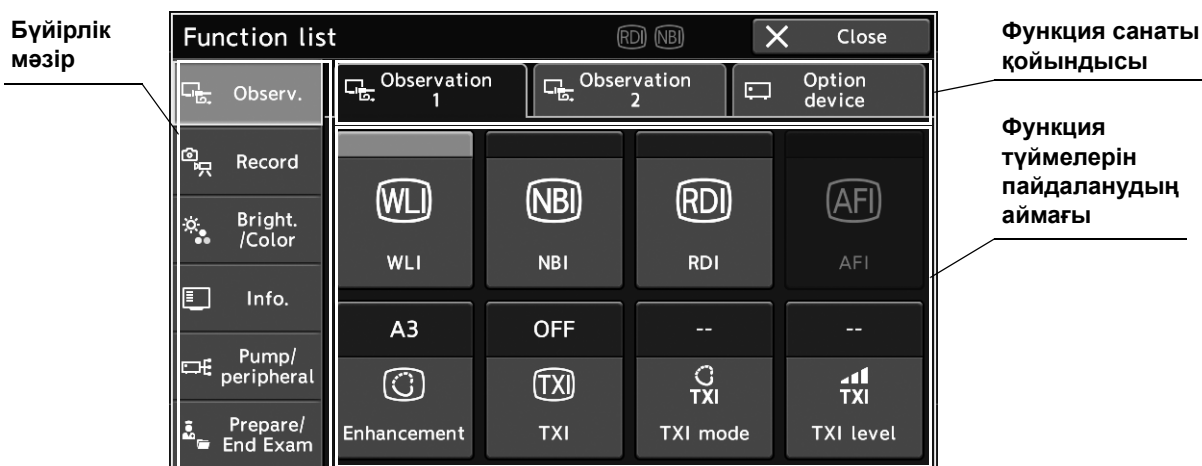 Бүйірлік
мәзір
Function list
RDI NBI
Close
Функция санаты
қойындысы
Observ.
Record
Bright.
/Color
Info.
Pump/
peripheral
Prepare/
End Exam
Observation
1
Observation
2
Option
device
WLI NBI RDI AFI
WLI NBI RDI AFI
A3 OFF -- --
TXI TXI TXI
Enhancement TXI TXI mode TXI level
Функция
түймелерін
пайдаланудың
аймағы